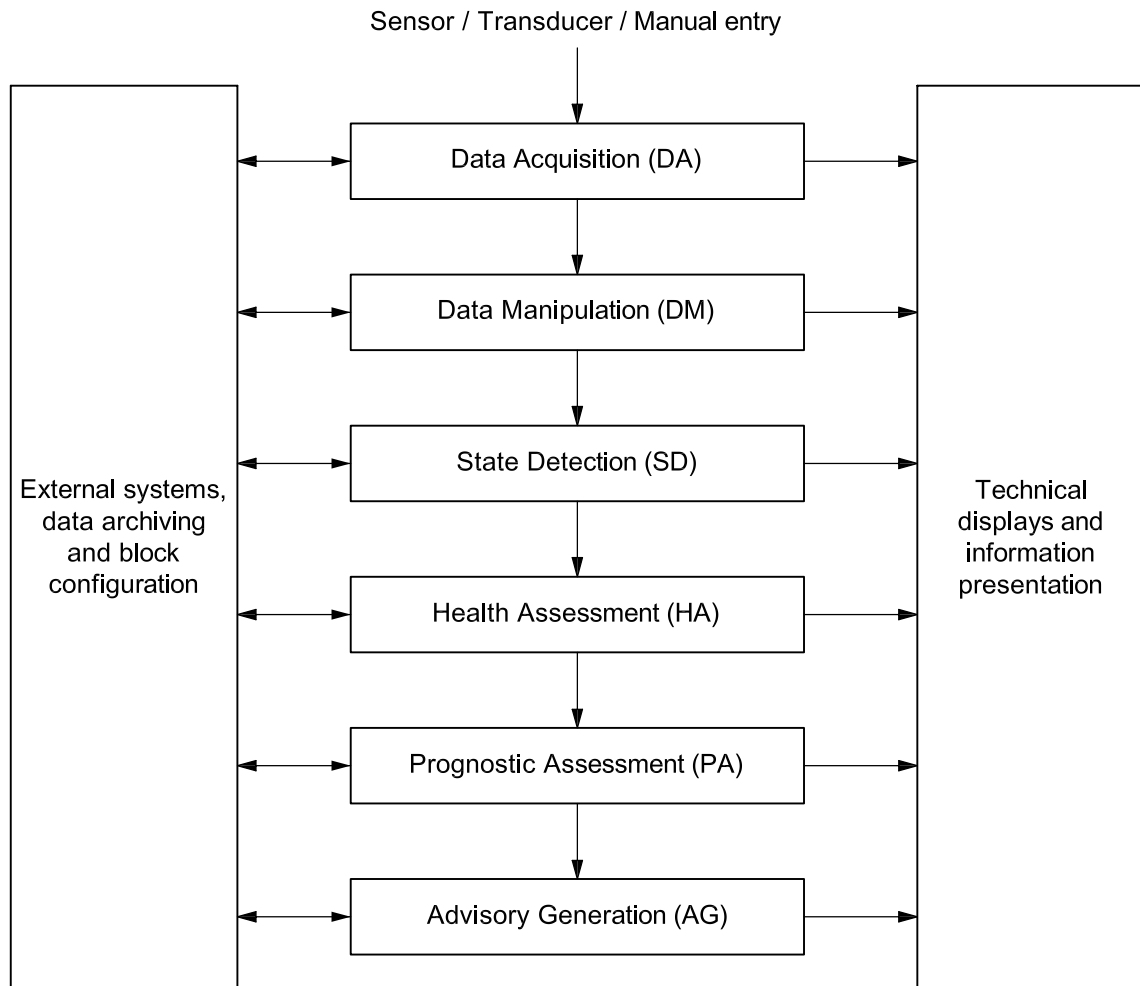 Sensor / Transducer / Manual entry
Data Acquisition (DA)
Data Manipulation (DM)
State Detection (SD)
External systems,
data archiving
and block
configuration
Technical
displays and
information
presentation
Health Assessment (HA)
Prognostic Assessment (PA)
Advisory Generation (AG)